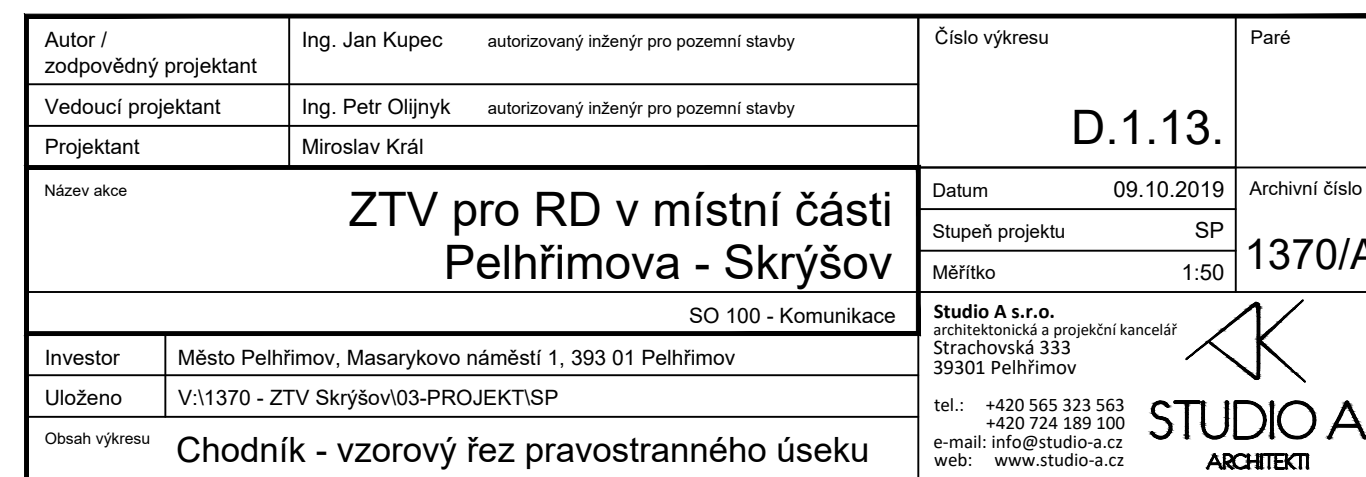 Autor /
zodpovědný projektant
Ing. Jan Kupec autorizovaný inženýr pro pozemní stavby
Vedoucí projektant
Ing. Petr Olijnyk autorizovaný inženýr pro pozemní stavby
Projektant
Miroslav Král
Číslo výkresu
D.1.13.
Paré
Název akce
ZTV pro RD v místní části
Pelhřimova - Skrýšov
SO 100 - Komunikace
Datum 09.10.2019
Stupeň projektu SP
Měřítko 1:50
Archivní číslo
1370/A
Investor Město Pelhřimov, Masarykovo náměstí 1, 393 01 Pelhřimov
Uloženo V:\1370 - ZTV Skrýšov\03-PROJEKT\SP
Obsah výkresu Chodník - vzorový řez pravostranného úseku
Studio A s.r.o.
architektonická a projekční kancelář
Strachovská 333
39301 Pelhřimov
tel.: +420 565 323 563
+420 724 189 100
e-mail: info@studio-a.cz
web: www.studio-a.cz
STUDIO A
ARCHITEKTI